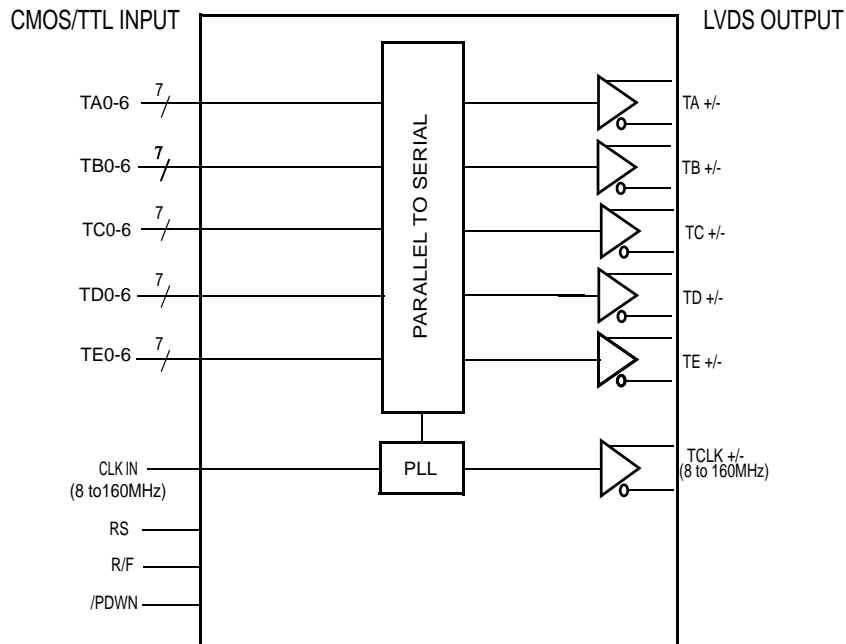 CMOS/TTL INPUT
LVDS OUTPUT
TA0-6
7
TA +/-
TB0-6
7
TB +/-
TC0-6
7
TC +/-
TD0-6
7
TD +/-
TE0-6
7
TE +/-
PARALLEL TO SERIAL
CLK IN
(8 to160MHz)
PLL
TCLK +/-
(8 to 160MHz)
RS
R/F
/PDWN